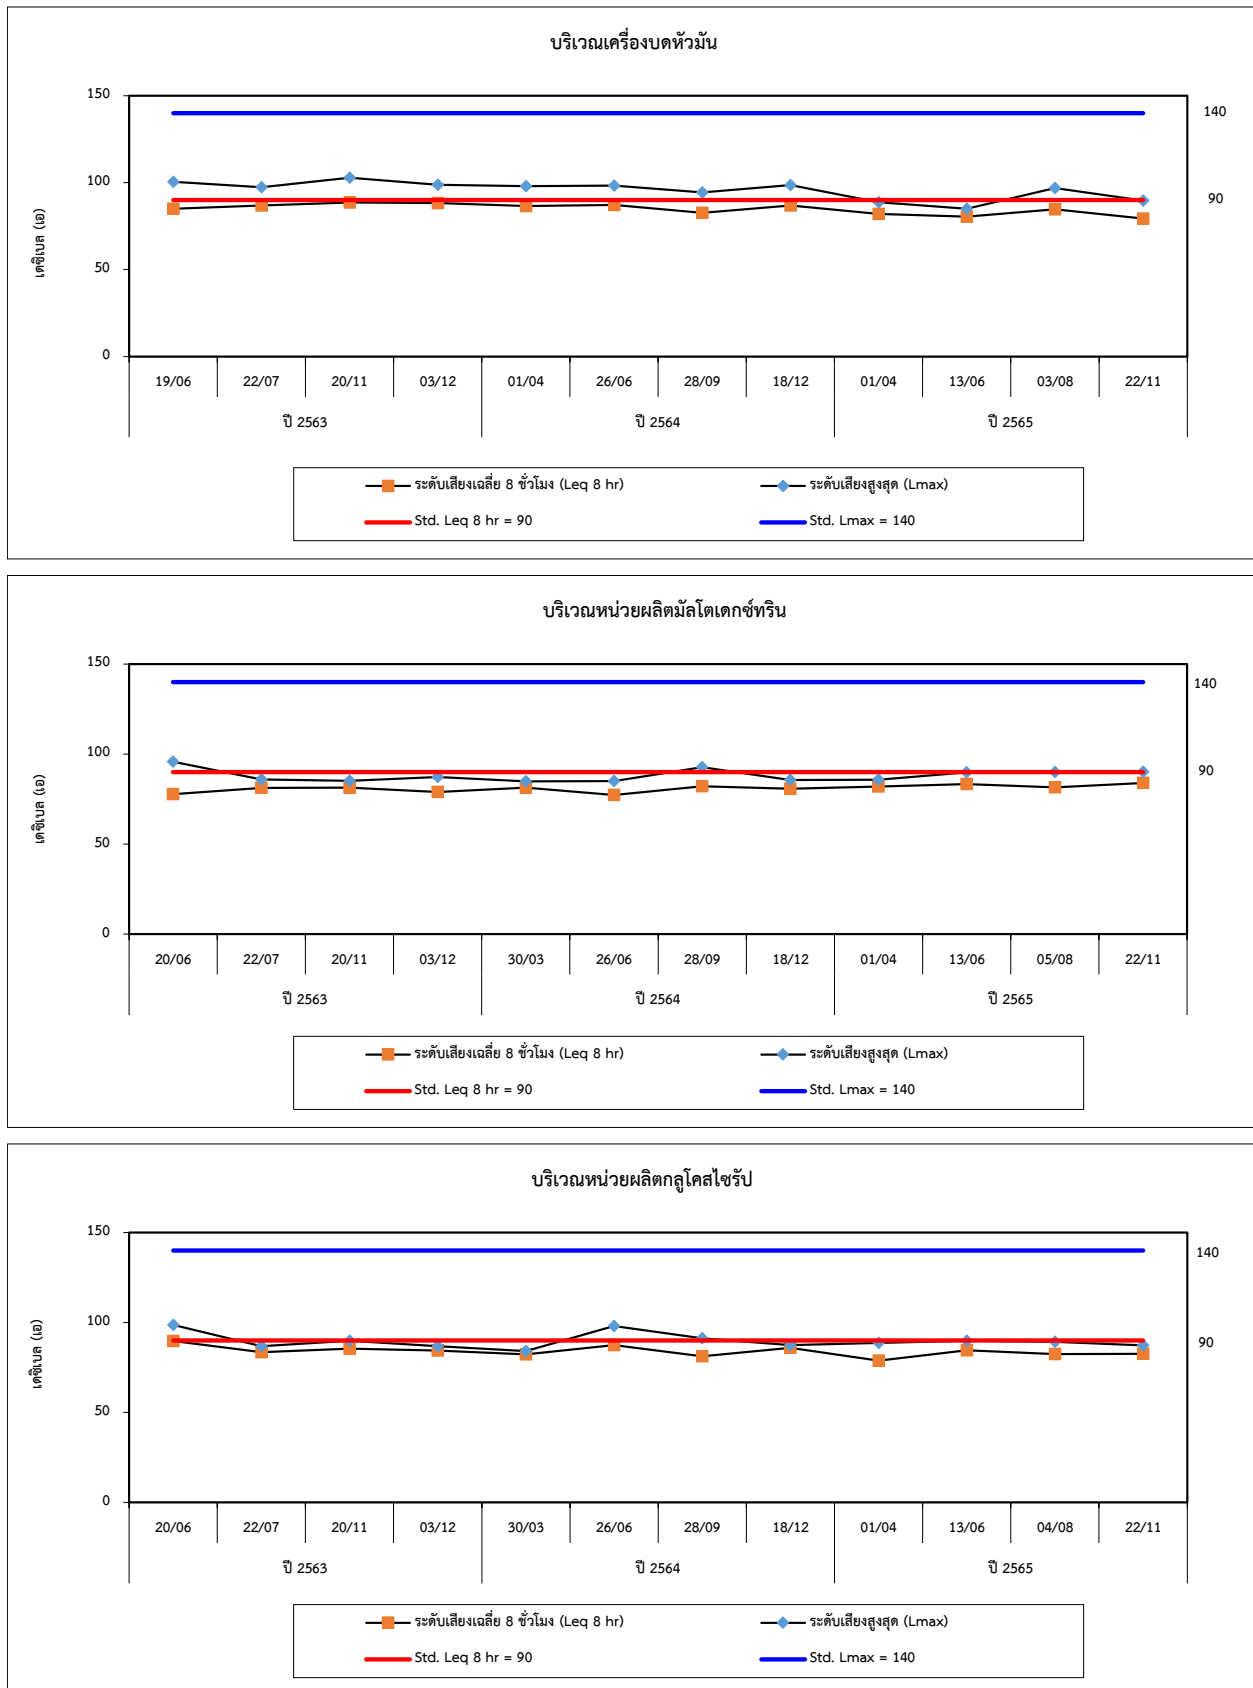 บริเวณเครื่องบดหัวมัน
150
140
100
90
50
0
เดซิเบล (เอ)
19/06 22/07 20/11 03/12 01/04 26/06 28/09 18/12 01/04 13/06 03/08 22/11
ปี 2563 ปี 2564 ปี 2565
ระดับเสียงเฉลี่ย 8 ชั่วโมง (Leq 8 hr) ระดับเสียงสูงสุด (Lmax)
Std. Leq 8 hr = 90 Std. Lmax = 140
บริเวณหน่วยผลิตมัลโตเดกซ์ทริน
150
140
100
90
50
0
เดซิเบล (เอ)
20/06 22/07 20/11 03/12 30/03 26/06 28/09 18/12 01/04 13/06 05/08 22/11
ปี 2563 ปี 2564 ปี 2565
ระดับเสียงเฉลี่ย 8 ชั่วโมง (Leq 8 hr) ระดับเสียงสูงสุด (Lmax)
Std. Leq 8 hr = 90 Std. Lmax = 140
บริเวณหน่วยผลิตกลูโคสไซรัป
150
140
100
90
50
0
เดซิเบล (เอ)
20/06 22/07 20/11 03/12 30/03 26/06 28/09 18/12 01/04 13/06 04/08 22/11
ปี 2563 ปี 2564 ปี 2565
ระดับเสียงเฉลี่ย 8 ชั่วโมง (Leq 8 hr) ระดับเสียงสูงสุด (Lmax)
Std. Leq 8 hr = 90 Std. Lmax = 140